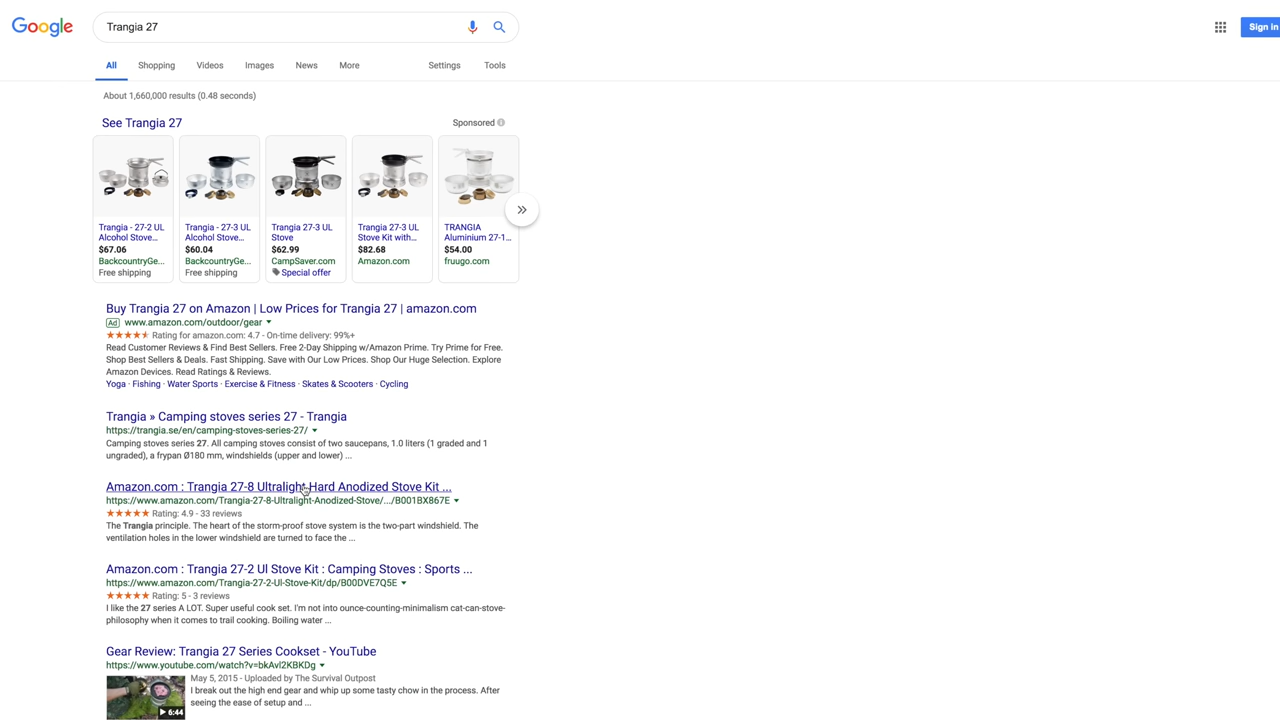 Google
Trangia 27
Sign in
All
Shopping
Videos
Images
News
More
Settings
Tools
About 1,660,000 results (0.48 seconds)
See Trangia 27
Sponsored
Trangia - 27-2 UL
Alcohol Stove...
$67.06
BackcountryGe...
Free shipping
Trangia - 27-3 UL
Alcohol Stove...
$60.04
BackcountryGe...
Free shipping
Trangia 27-3 UL
Stove
$62.99
CampSaver.com
Special offer
Trangia 27-3 UL
Stove Kit with...
$82.68
Amazon.com
TRANGIA
Aluminium 27-1...
$54.00
fruugo.com
Buy Trangia 27 on Amazon | Low Prices for Trangia 27 | amazon.com
Ad www.amazon.com/outdoor/gear
Rating for amazon.com: 4.7 - On-time delivery: 99%+
Read Customer Reviews & Find Best Sellers. Free 2-Day Shipping w/Amazon Prime. Try Prime for Free.
Shop Best Sellers & Deals. Fast Shipping. Save with Our Low Prices. Shop Our Huge Selection. Explore
Amazon Devices. Read Ratings & Reviews.
Yoga · Fishing · Water Sports · Exercise & Fitness · Skates & Scooters · Cycling
Trangia » Camping stoves series 27 - Trangia
https://trangia.se/en/camping-stoves-series-27/
Camping stoves series 27. All camping stoves consist of two saucepans, 1.0 liters (1 graded and 1
ungraded), a frypan Ø180 mm, windshields (upper and lower) ...
Amazon.com : Trangia 27-8 Ultralight Hard Anodized Stove Kit ...
https://www.amazon.com/Trangia-27-8-Ultralight-Anodized-Stove/.../B001BX867E
Rating: 4.9 - 33 reviews
The Trangia principle. The heart of the storm-proof stove system is the two-part windshield. The
ventilation holes in the lower windshield are turned to face the ...
Amazon.com : Trangia 27-2 Ul Stove Kit : Camping Stoves : Sports ...
https://www.amazon.com/Trangia-27-2-Ul-Stove-Kit/dp/B00DVE7Q5E
Rating: 5 - 3 reviews
I like the 27 series A LOT. Super useful cook set. I'm not into ounce-counting-minimalism cat-can-stove-
philosophy when it comes to trail cooking. Boiling water ...
Gear Review: Trangia 27 Series Cookset - YouTube
https://www.youtube.com/watch?v=bkAvl2KBKDg
May 5, 2015 - Uploaded by The Survival Outpost
I break out the high end gear and whip up some tasty chow in the process. After
seeing the ease of setup and ...
6:44